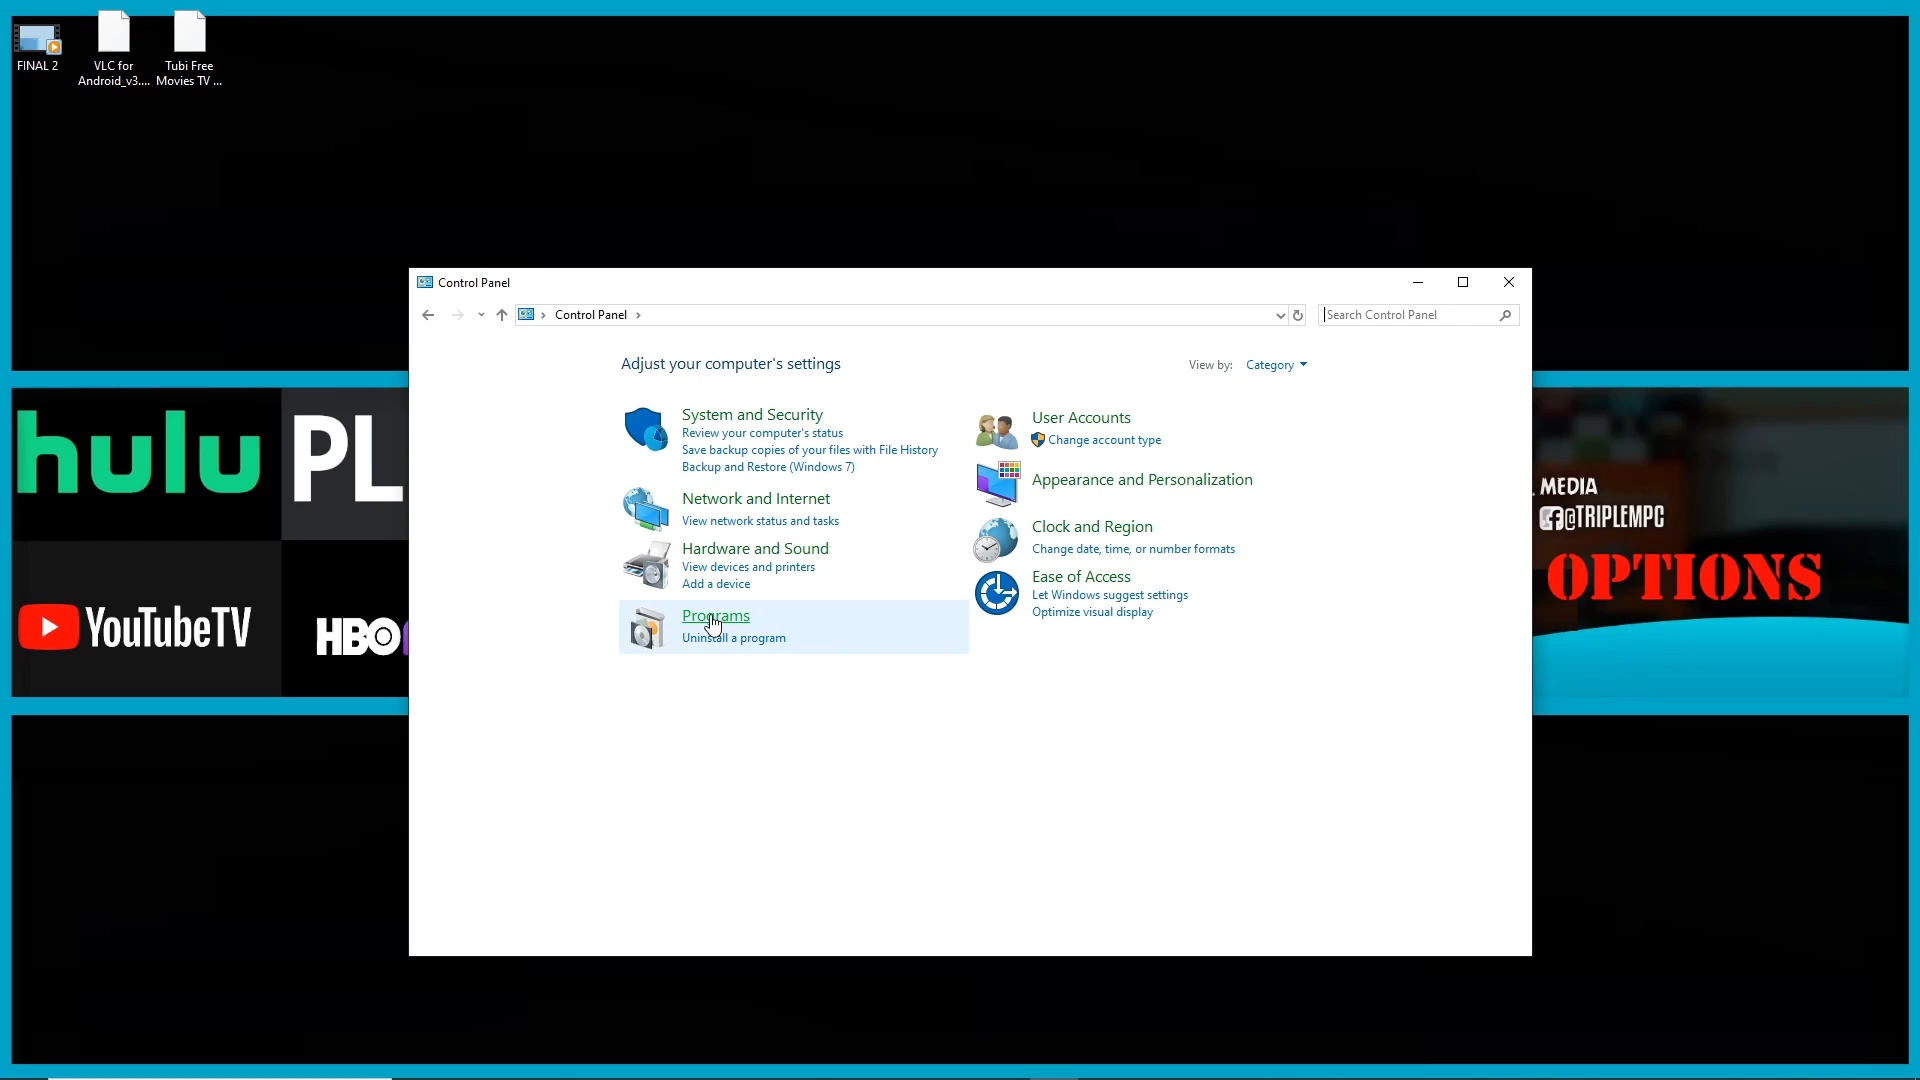 FINAL 2
VLC for
Android_v3....
Tubi Free
Movies TV ...
Control Panel
Control Panel
Search Control Panel
Adjust your computer's settings
View by: Category
System and Security
Review your computer's status
Save backup copies of your files with File History
Backup and Restore (Windows 7)
Network and Internet
View network status and tasks
Hardware and Sound
View devices and printers
Add a device
Programs
Uninstall a program
User Accounts
Change account type
Appearance and Personalization
Clock and Region
Change date, time, or number formats
Ease of Access
Let Windows suggest settings
Optimize visual display
hulu
PL
YouTubeTV
HBO
MEDIA
@TRIPLEMPC
OPTIONS